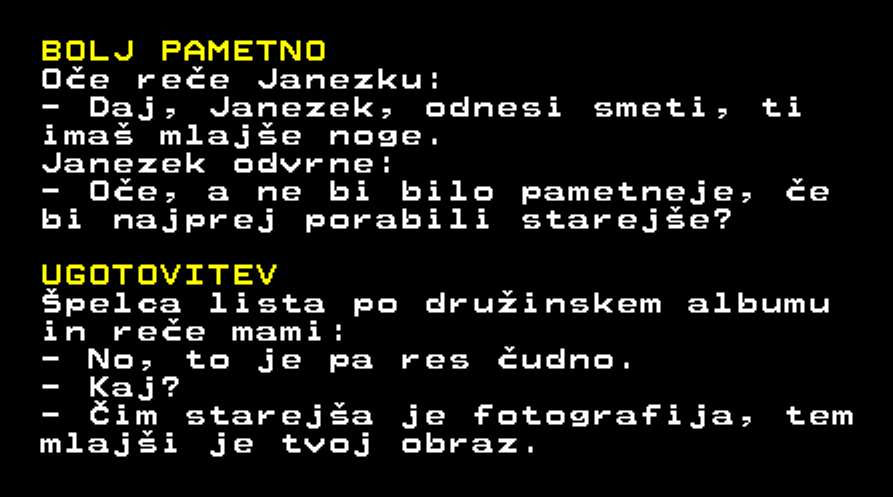 BOLJ PAMETNO
Oče reče Janezku:
- Daj, Janezek, odnesi smeti, ti
imaš mlajše noge.
Janezek odvrne:
- Oče, a ne bi bilo pametneje, če
bi najprej porabili starejše?
UGOTOVITEV
Špelca lista po družinskem albumu
in reče mami:
- No, to je pa res čudno.
- Kaj?
- Čim starejša je fotografija, tem
mlajši je tvoj obraz.